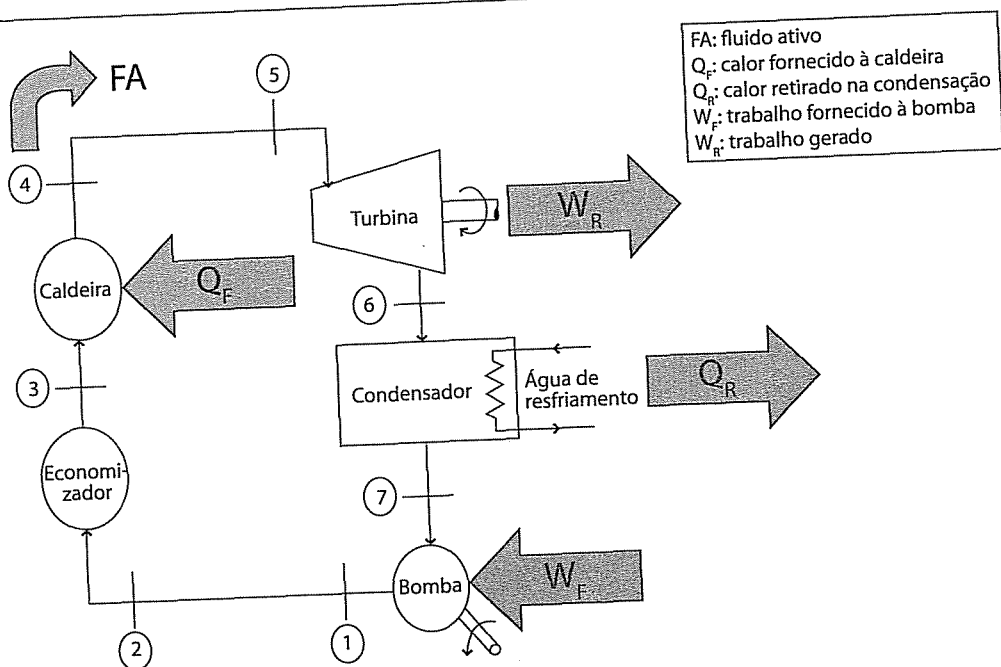 FA: fluido ativo
Q_F: calor fornecido à caldeira
Q_R: calor retirado na condensação
W_F: trabalho fornecido à bomba
W_R: trabalho gerado
FA
5
4
Turbina
W_R
Caldeira
Q_F
6
3
Condensador
Água de
resfriamento
Q_R
Economi-
zador
7
Bomba
W_F
2
1